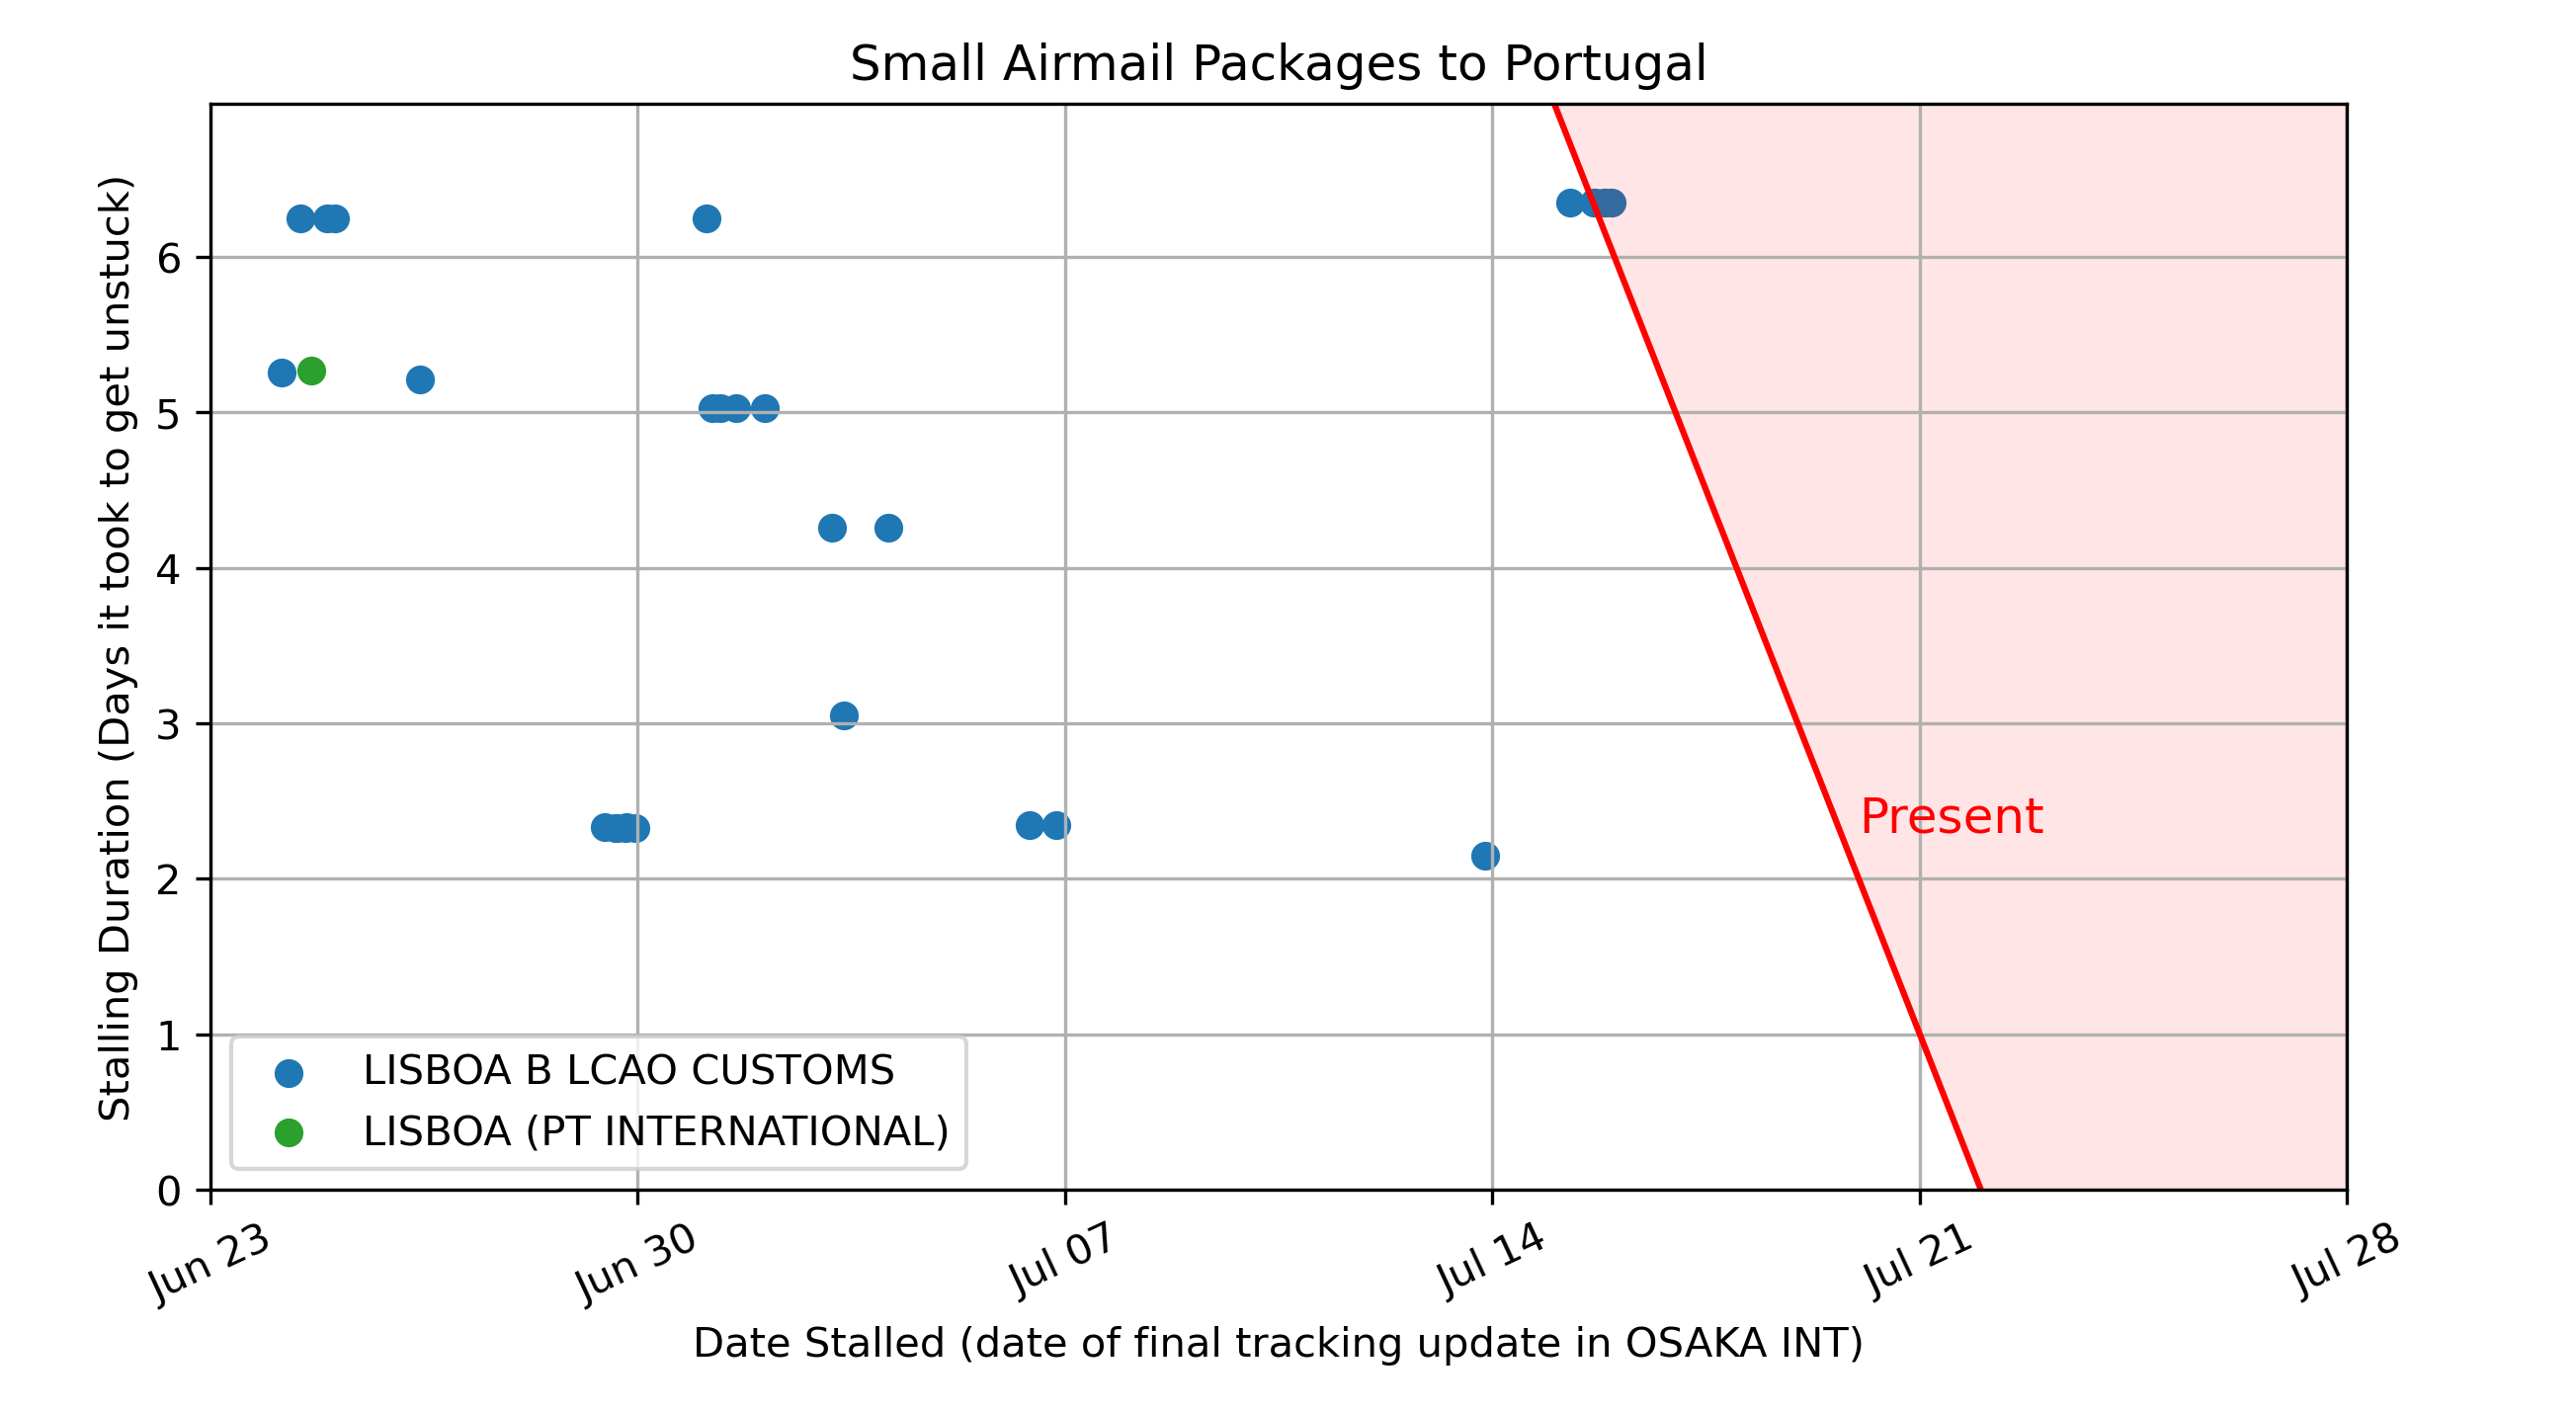 Small Airmail Packages to Portugal
Stalling Duration (Days it took to get unstuck)
6
5
4
3
2
1
0
Present
LISBOA B LCAO CUSTOMS
LISBOA (PT INTERNATIONAL)
Jun 23
Jun 30
Jul 07
Jul 14
Jul 21
Jul 28
Date Stalled (date of final tracking update in OSAKA INT)